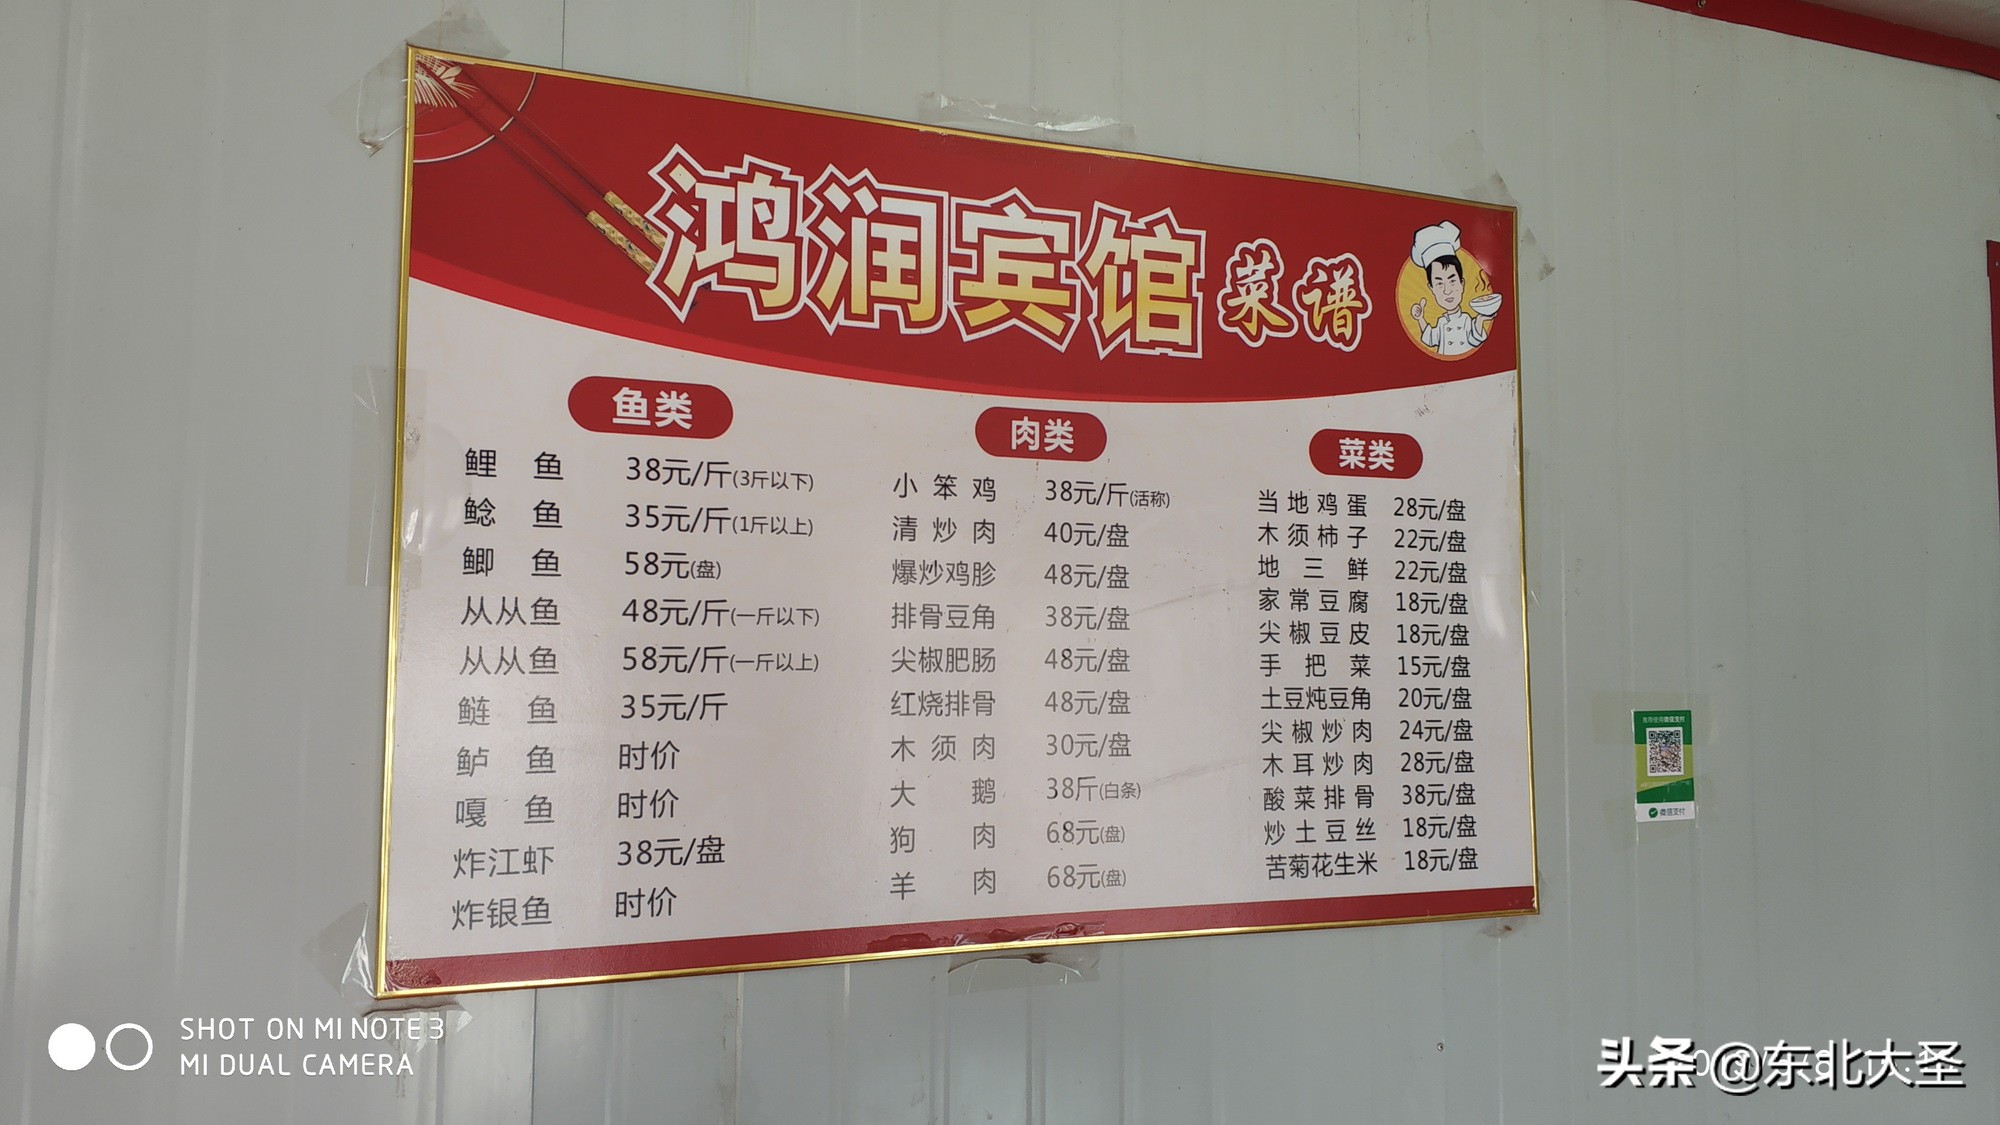 鸿润宾馆 菜谱
鱼类
鲤鱼 38元/斤(3斤以下)
鲶鱼 35元/斤(1斤以上)
鲫鱼 58元(盘)
从从鱼 48元/斤(一斤以下)
从从鱼 58元/斤(一斤以上)
鲢鱼 35元/斤
鲈鱼 时价
嘎鱼 时价
炸江虾 38元/盘
炸银鱼 时价
肉类
小笨鸡 38元/斤(活称)
清炒肉 40元/盘
爆炒鸡胗 48元/盘
排骨豆角 38元/盘
尖椒肥肠 48元/盘
红烧排骨 48元/盘
木须肉 30元/盘
大鹅 38斤(白条)
狗肉 68元(盘)
羊肉 68元(盘)
菜类
当地鸡蛋 28元/盘
木须柿子 22元/盘
地三鲜 22元/盘
家常豆腐 18元/盘
尖椒豆皮 18元/盘
手把菜 15元/盘
土豆炖豆角 20元/盘
尖椒炒肉 24元/盘
木耳炒肉 28元/盘
酸菜排骨 38元/盘
炒土豆丝 18元/盘
苦菊花生米 18元/盘
推荐使用微信支付
微信支付
SHOT ON MI NOTE 3
MI DUAL CAMERA
头条 @东北大圣